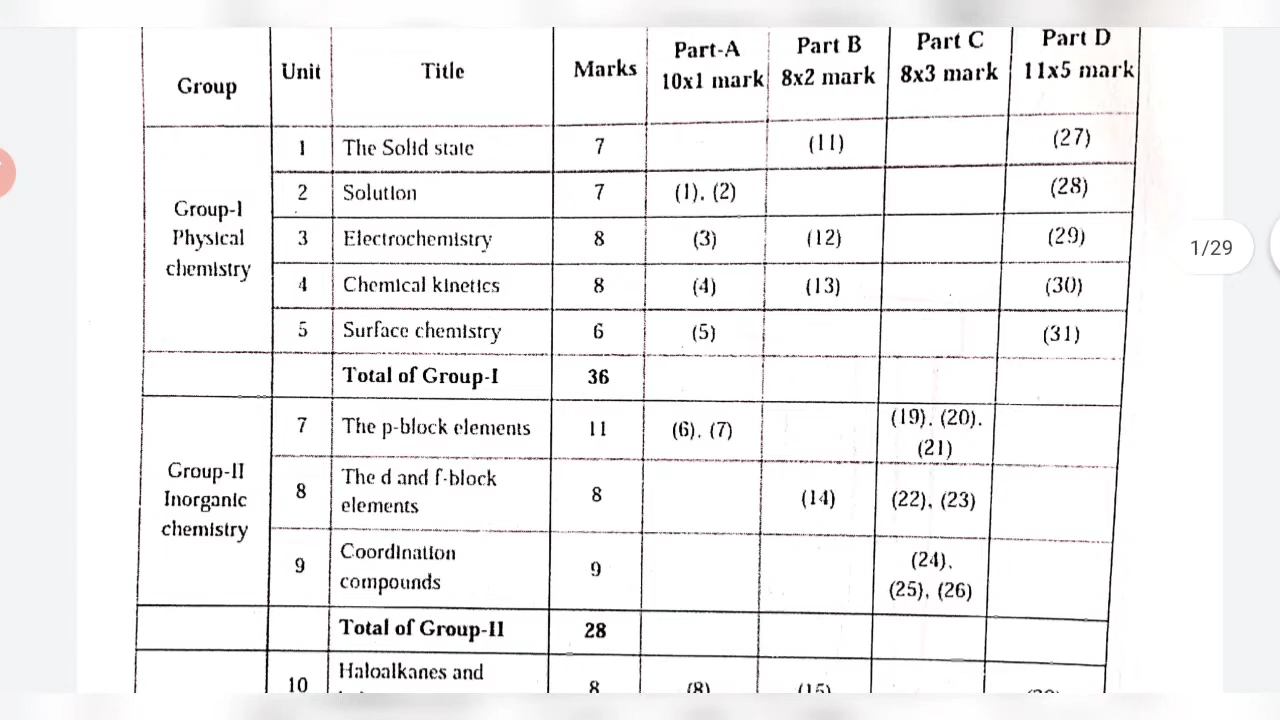 Group Unit Title Marks Part-A 10x1 mark Part B 8x2 mark Part C 8x3 mark Part D 11x5 mark
Group-I Physical chemistry
1 The Solid state 7 (11) (27)
2 Solution 7 (1). (2) (28)
3 Electrochemistry 8 (3) (12) (29)
4 Chemical kinetics 8 (4) (13) (30)
5 Surface chemistry 6 (5) (31)
Total of Group-I 36
Group-II Inorganic chemistry
7 The p-block elements 11 (6). (7) (19). (20). (21)
8 The d and f-block elements 8 (14) (22), (23)
9 Coordination compounds 9 (24). (25), (26)
Total of Group-II 28
10 Haloalkanes and 8 (8) (15)
1/29